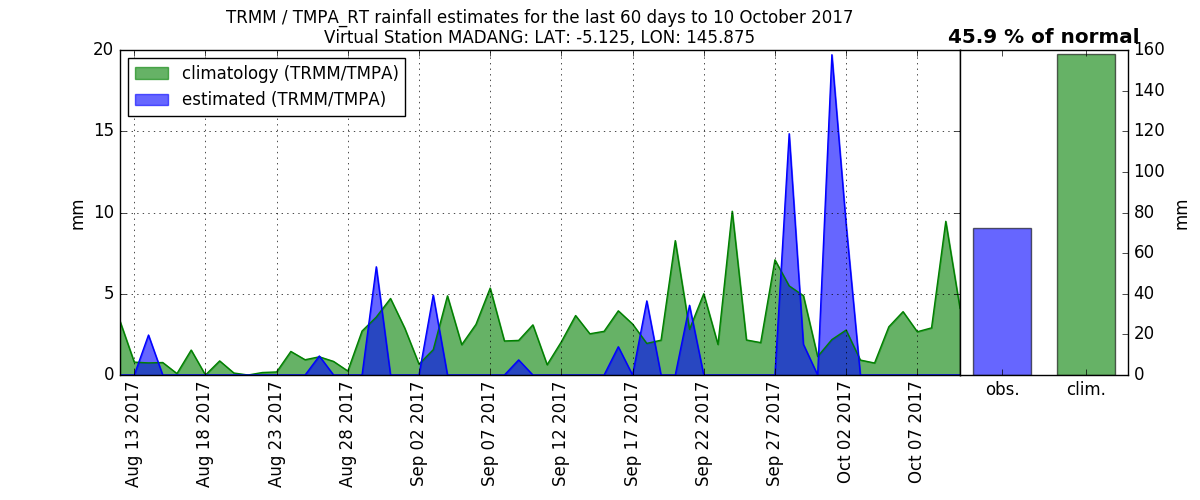 TRMM / TMPA_RT rainfall estimates for the last 60 days to 10 October 2017
Virtual Station MADANG: LAT: -5.125, LON: 145.875
45.9 % of normal
climatology (TRMM/TMPA)
estimated (TRMM/TMPA)
mm
20
15
10
5
0
Aug 13 2017
Aug 18 2017
Aug 23 2017
Aug 28 2017
Sep 02 2017
Sep 07 2017
Sep 12 2017
Sep 17 2017
Sep 22 2017
Sep 27 2017
Oct 02 2017
Oct 07 2017
obs.
clim.
160
140
120
100
80
60
40
20
0
mm